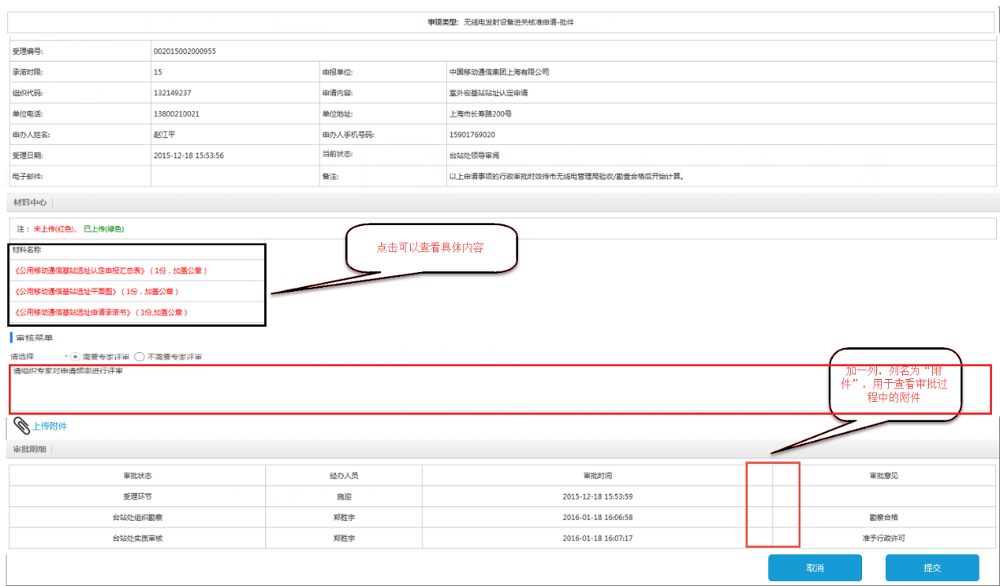 事项类型: 无线电发射设备进关核准申请-批件
受理编号: 002015002000955
承诺时限: 15 申报单位: 中国移动通信集团上海有限公司
组织代码: 132149237 申请内容: 室外宏基站站址认定申请
单位电话: 13800210021 单位地址: 上海市长寿路200号
申办人姓名: 赵江平 申办人手机号码: 15901769020
受理日期: 2015-12-18 15:53:56 当前状态: 台站处领导审阅
电子邮件: 备注: 以上申请事项的行政审批时效待市无线电管理局验收/勘查合格后开始计算。
材料中心
注： 未上传(红色)、 已上传(绿色)
点击可以查看具体内容
材料名称
《公用移动通信基站选址认定申报汇总表》（1份，加盖公章）
《公用移动通信基站选址平面图》（1份，加盖公章）
《公用移动通信基站选址申请承诺书》（1份,加盖公章）
审核菜单
请选择 * 需要专家评审 不需要专家评审
请组织专家对申请频率进行评审
加一列，列名为“附
件”，用于查看审批过
程中的附件
上传附件
审批明细
审批状态 经办人员 审批时间 审批意见
受理环节 施迎 2015-12-18 15:53:59
台站处组织勘察 郑胜宇 2016-01-18 16:06:58 勘察合格
台站处实质审核 郑胜宇 2016-01-18 16:07:17 准予行政许可
取消 提交